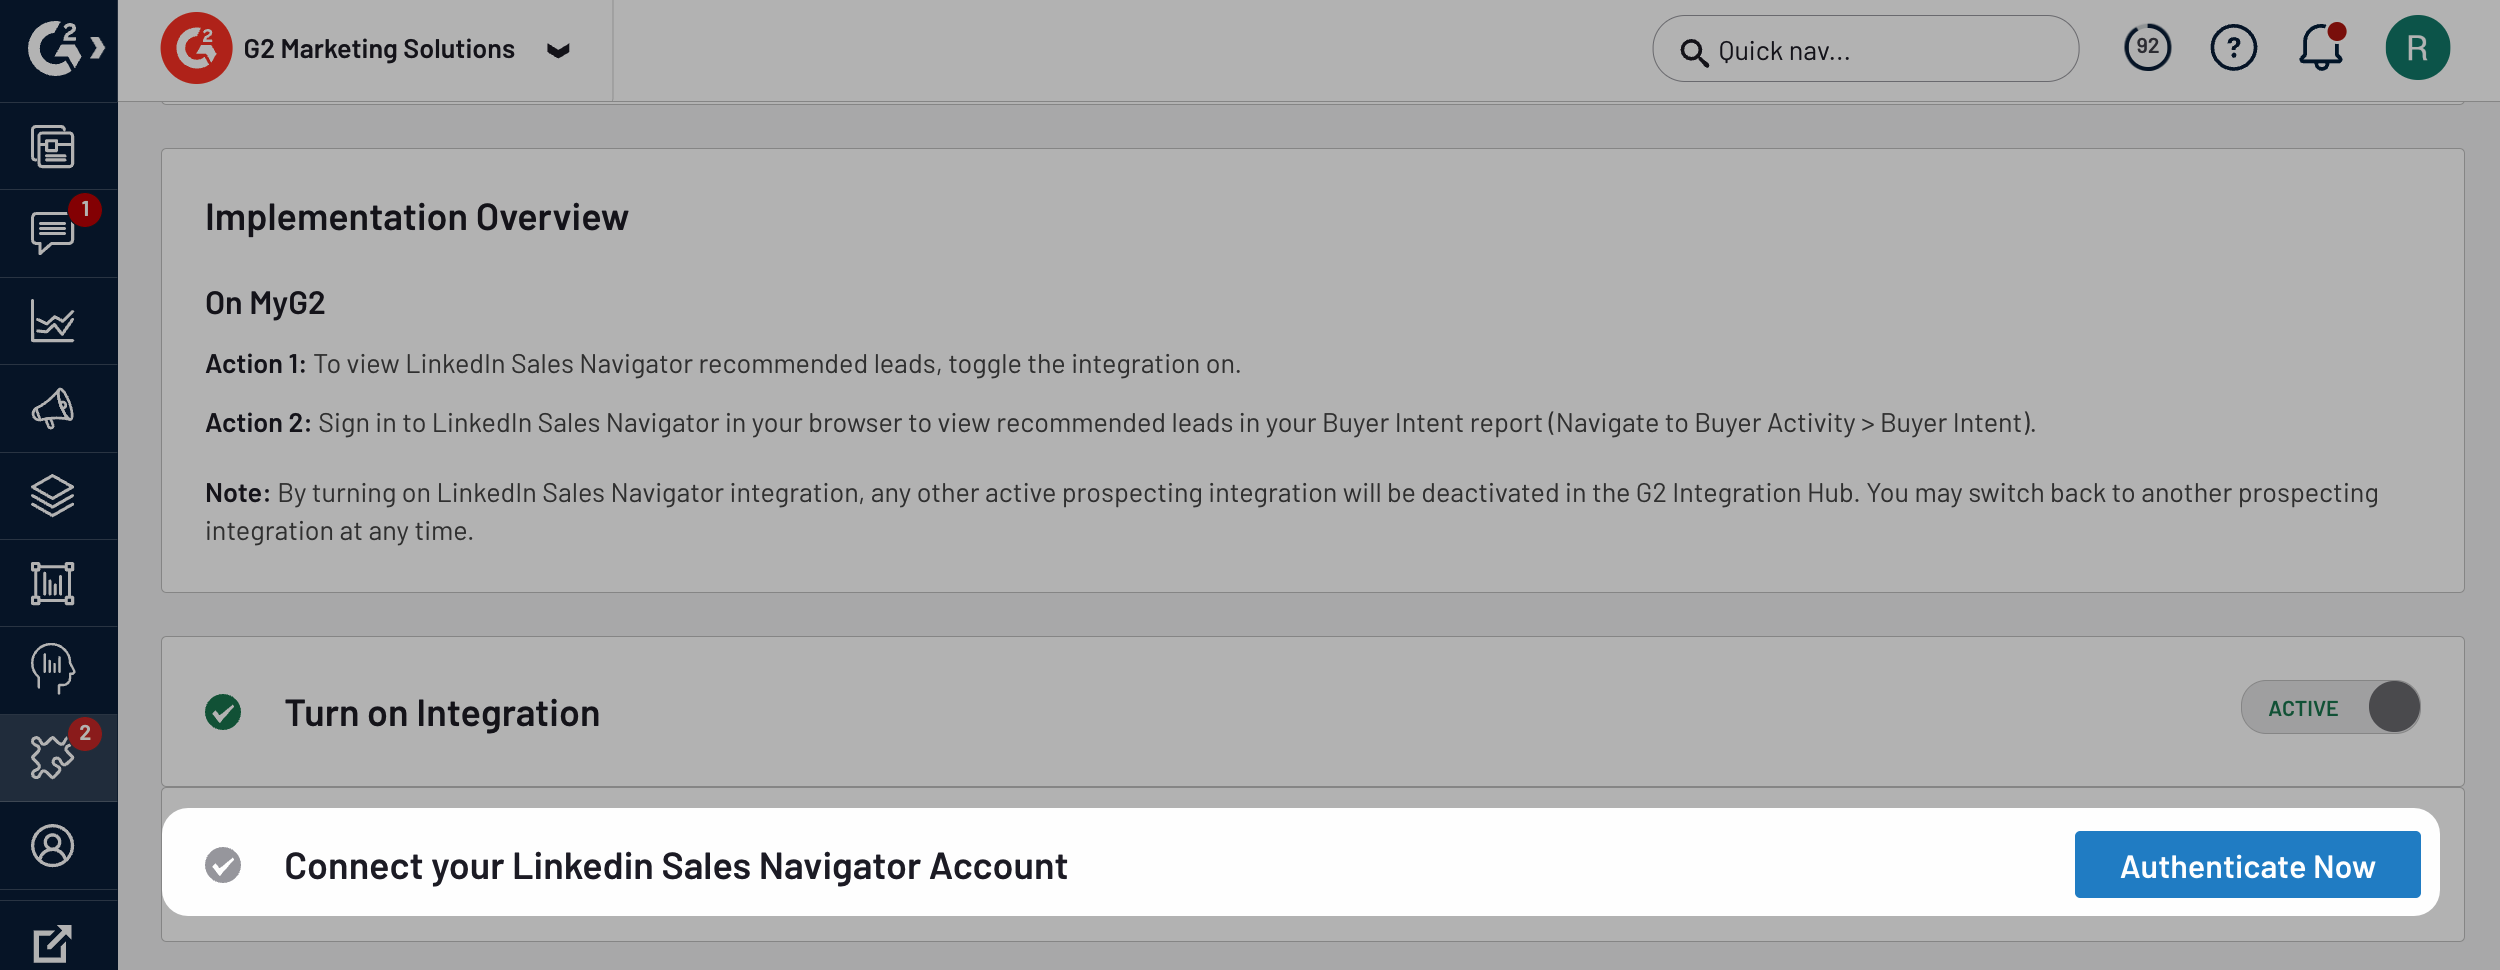 G2 Marketing Solutions
Quick nav...
92
?
R
1
Implementation Overview
On MyG2
Action 1: To view LinkedIn Sales Navigator recommended leads, toggle the integration on.
Action 2: Sign in to LinkedIn Sales Navigator in your browser to view recommended leads in your Buyer Intent report (Navigate to Buyer Activity > Buyer Intent).
Note: By turning on LinkedIn Sales Navigator integration, any other active prospecting integration will be deactivated in the G2 Integration Hub. You may switch back to another prospecting
integration at any time.
Turn on Integration
ACTIVE
2
Connect your Linkedin Sales Navigator Account
Authenticate Now